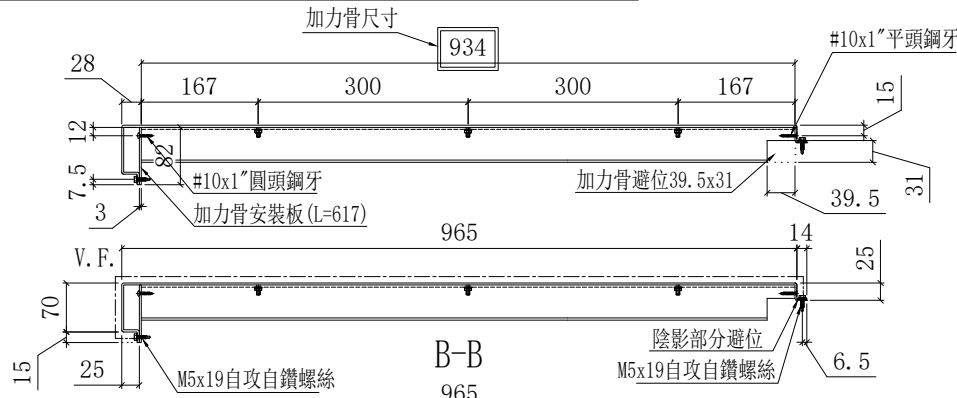 加力骨尺寸
934
#10x1"平頭鋼牙
28
167
300
300
167
15
12
82
7.5
#10x1"圓頭鋼牙
加力骨避位39.5x31
31
3
加力骨安裝板(L=617)
39.5
965
14
V.F.
25
70
陰影部分避位
B-B
15
25
M5x19自攻自鑽螺絲
M5x19自攻自鑽螺絲
6.5
965